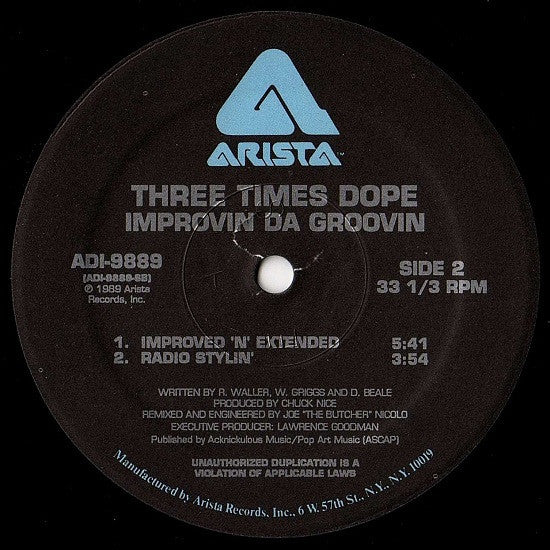 ARISTA™
THREE TIMES DOPE
IMPROVIN DA GROOVIN
ADI-9889
(ADI-9889-SB)
℗ 1989 Arista
Records, Inc.
SIDE 2
33 1/3 RPM
1. IMPROVED 'N' EXTENDED 5:41
2. RADIO STYLIN' 3:54
WRITTEN BY R. WALLER, W. GRIGGS AND D. BEALE
PRODUCED BY CHUCK NICE
REMIXED AND ENGINEERED BY JOE "THE BUTCHER" NICOLO
EXECUTIVE PRODUCER: LAWRENCE GOODMAN
Published by Acknickulous Music/Pop Art Music (ASCAP)
UNAUTHORIZED DUPLICATION IS A
VIOLATION OF APPLICABLE LAWS
Manufactured by Arista Records, Inc., 6 W. 57th St., N.Y., N.Y. 10019